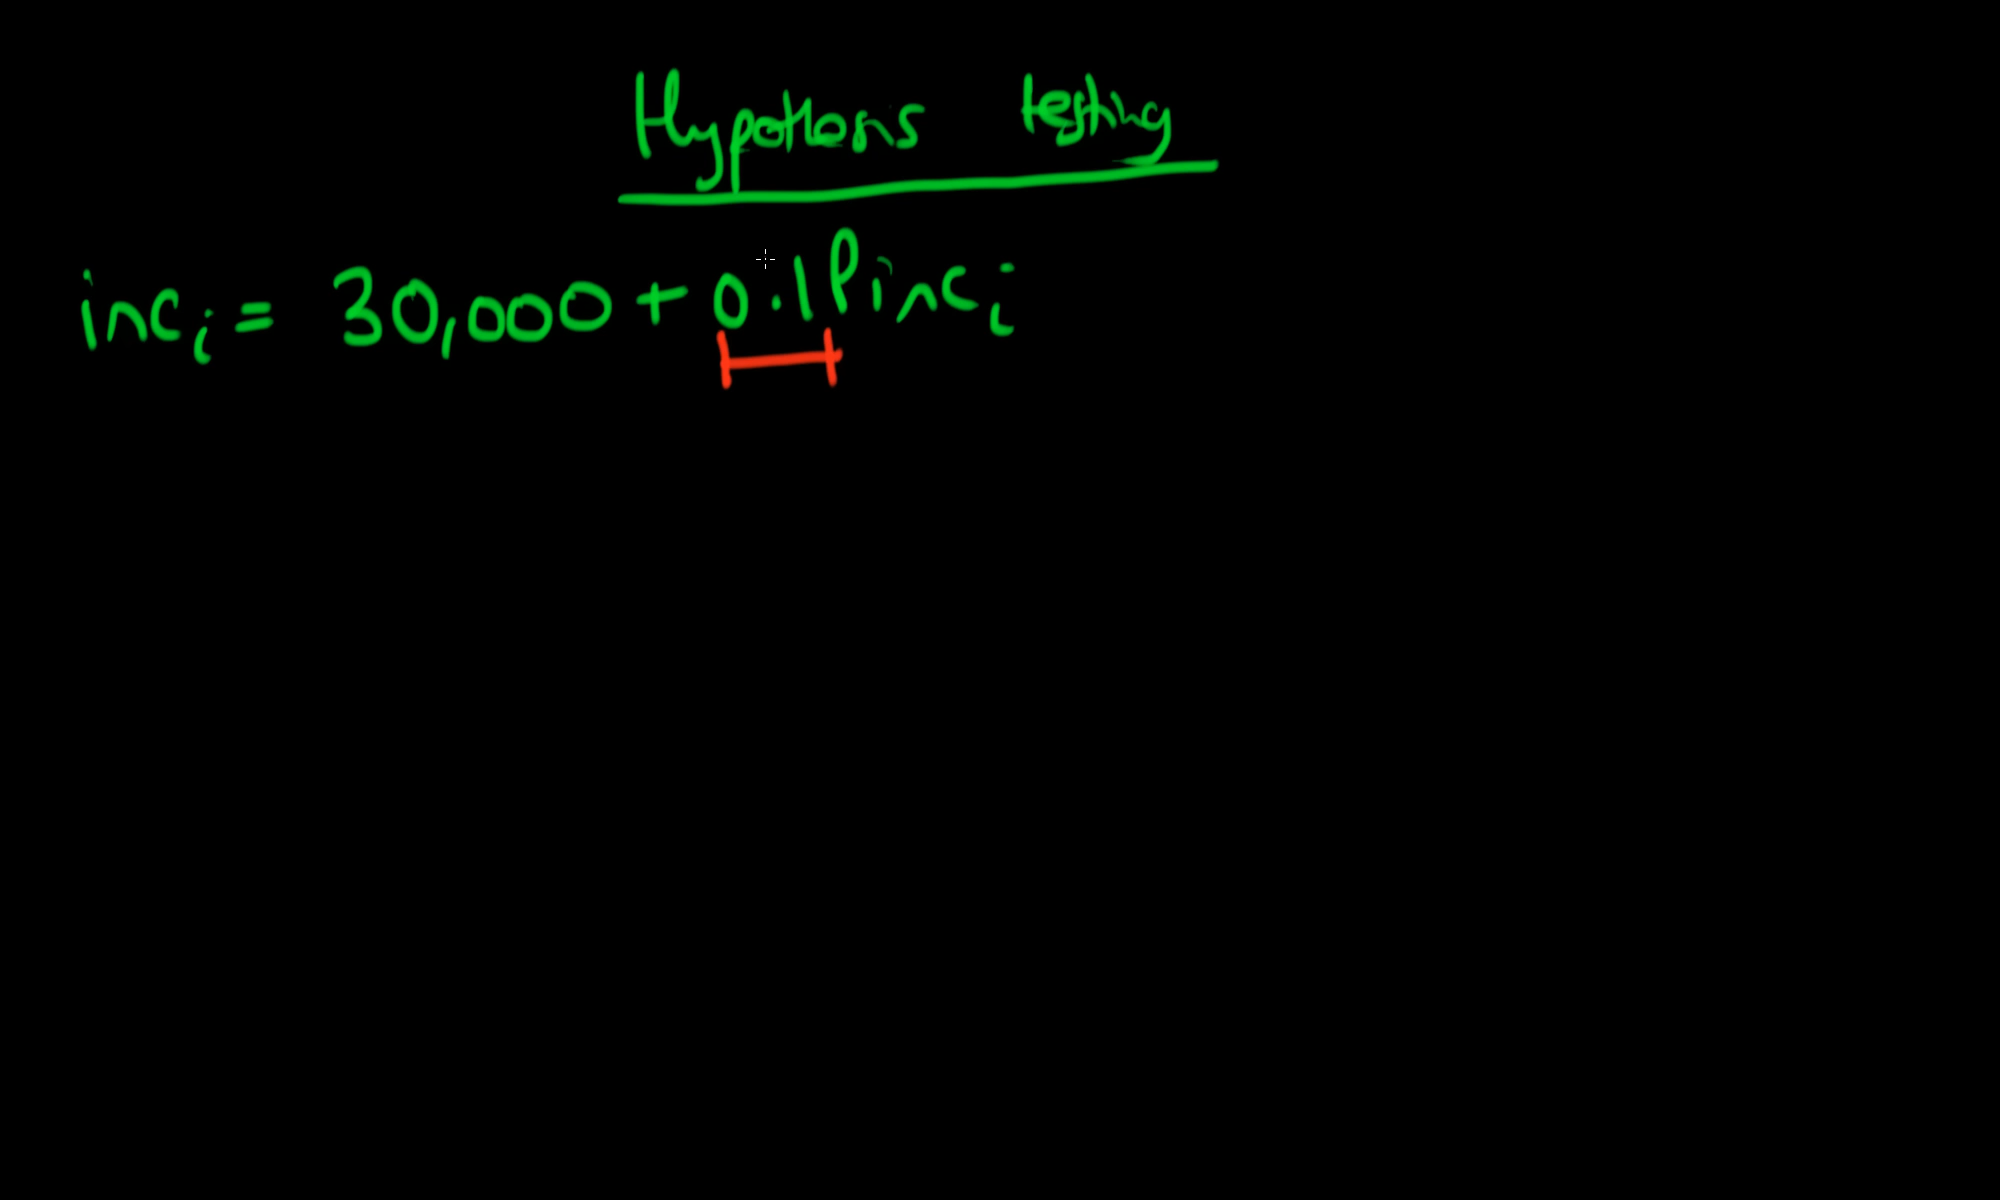 Hypothesis testing
inc_i = 30,000 + 0.1 Pinc_i